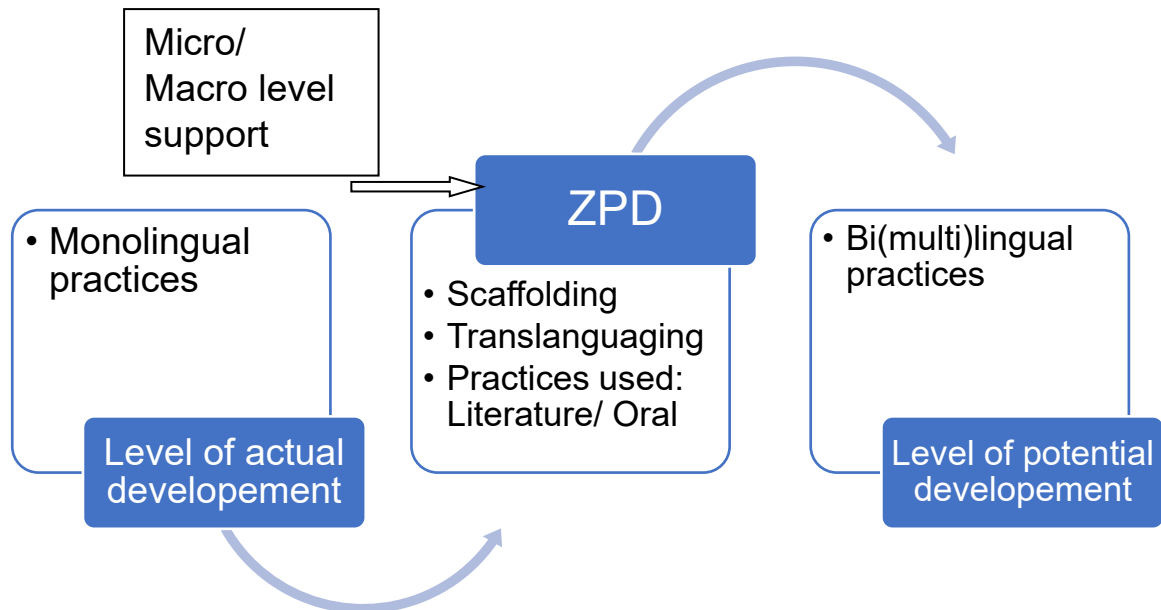 Micro/
Macro level
support
• Monolingual
practices
Level of actual
developement
ZPD
• Scaffolding
• Translanguaging
• Practices used:
Literature/ Oral
• Bi(multi)lingual
practices
Level of potential
developement